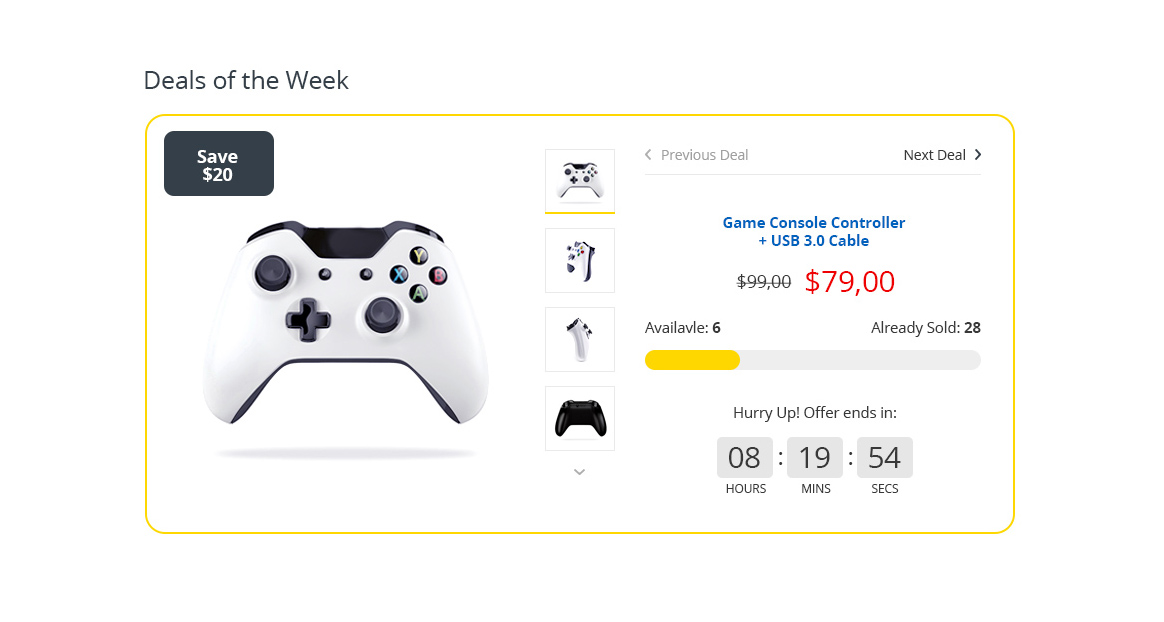 Deals of the Week
Save
$20
Previous Deal
Next Deal
Game Console Controller
+ USB 3.0 Cable
$99,00 $79,00
Availavle: 6
Already Sold: 28
Hurry Up! Offer ends in:
08 : 19 : 54
HOURS MINS SECS
Y
X
B
A